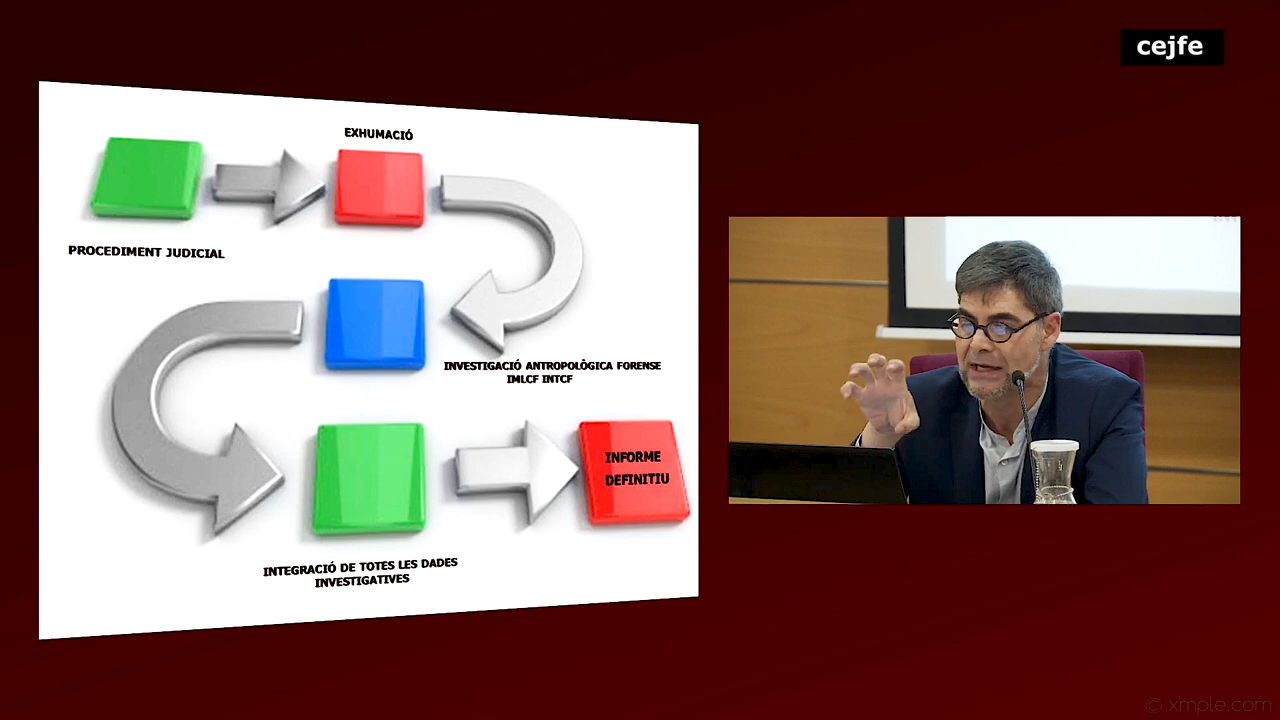 cejfe
EXHUMACIÓ
PROCEDIMENT JUDICIAL
INVESTIGACIÓ ANTROPOLÒGICA FORENSE
IMLCF INTCF
INFORME
DEFINITIU
INTEGRACIÓ DE TOTES LES DADES
INVESTIGATIVES
© xmple.com